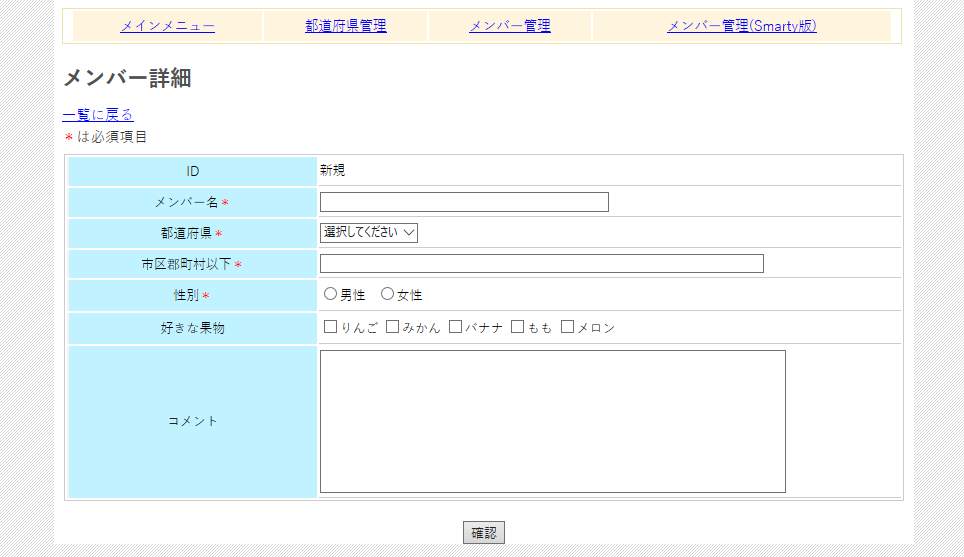 メインメニュー 都道府県管理 メンバー管理 メンバー管理(Smarty版)
メンバー詳細
一覧に戻る
*は必須項目
ID 新規
メンバー名*
都道府県* 選択してください
市区郡町村以下*
性別* 男性 女性
好きな果物 りんご みかん バナナ もも メロン
コメント
確認